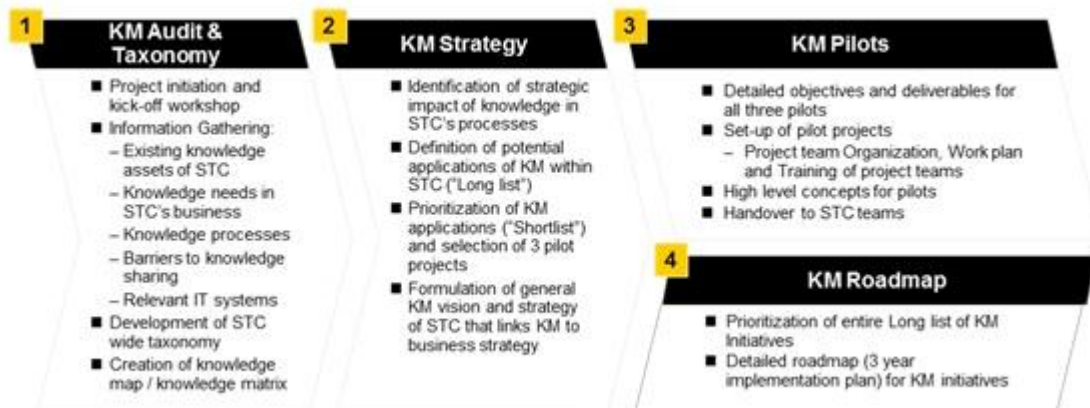 1
KM Audit &
Taxonomy
■ Project initiation and
kick-off workshop
■ Information Gathering:
– Existing knowledge
assets of STC
– Knowledge needs in
STC's business
– Knowledge processes
– Barriers to knowledge
sharing
– Relevant IT systems
■ Development of STC
wide taxonomy
■ Creation of knowledge
map / knowledge matrix
2
KM Strategy
■ Identification of strategic
impact of knowledge in
STC's processes
■ Definition of potential
applications of KM within
STC ("Long list")
■ Prioritization of KM
applications ("Shortlist")
and selection of 3 pilot
projects
■ Formulation of general
KM vision and strategy
of STC that links KM to
business strategy
3
KM Pilots
■ Detailed objectives and deliverables for
all three pilots
■ Set-up of pilot projects
– Project team Organization, Work plan
and Training of project teams
■ High level concepts for pilots
■ Handover to STC teams
4
KM Roadmap
■ Prioritization of entire Long list of KM
Initiatives
■ Detailed roadmap (3 year
implementation plan) for KM initiatives